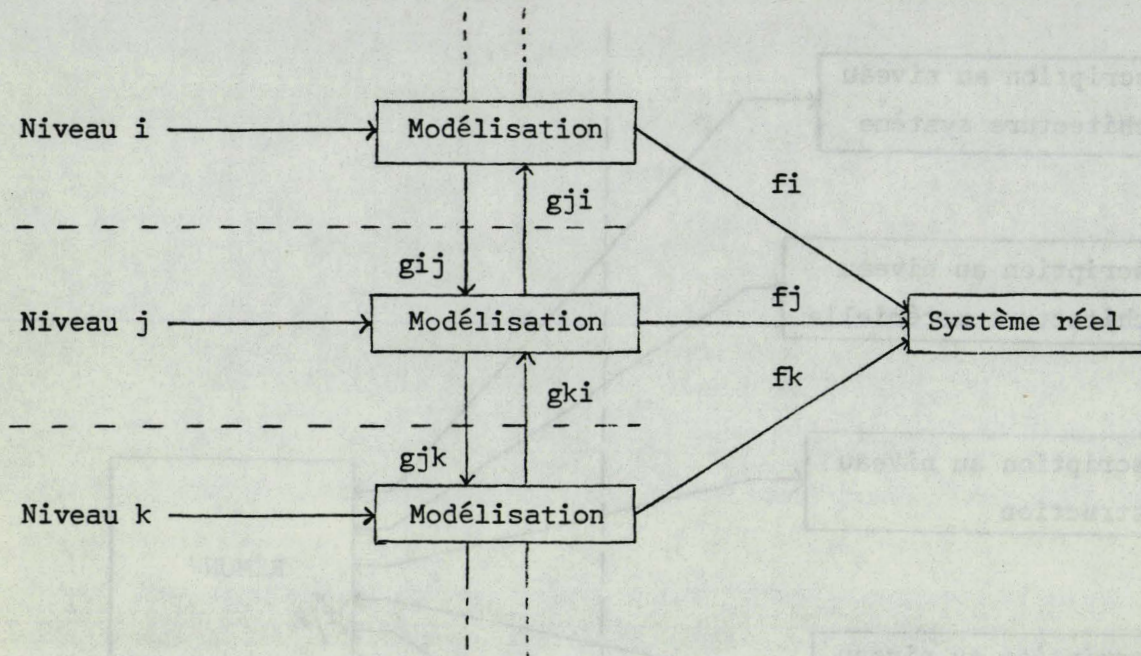 Niveau i
Modélisation
fi
gji
gij
Niveau j
Modélisation
fj
Système réel
fk
gki
gjk
Niveau k
Modélisation